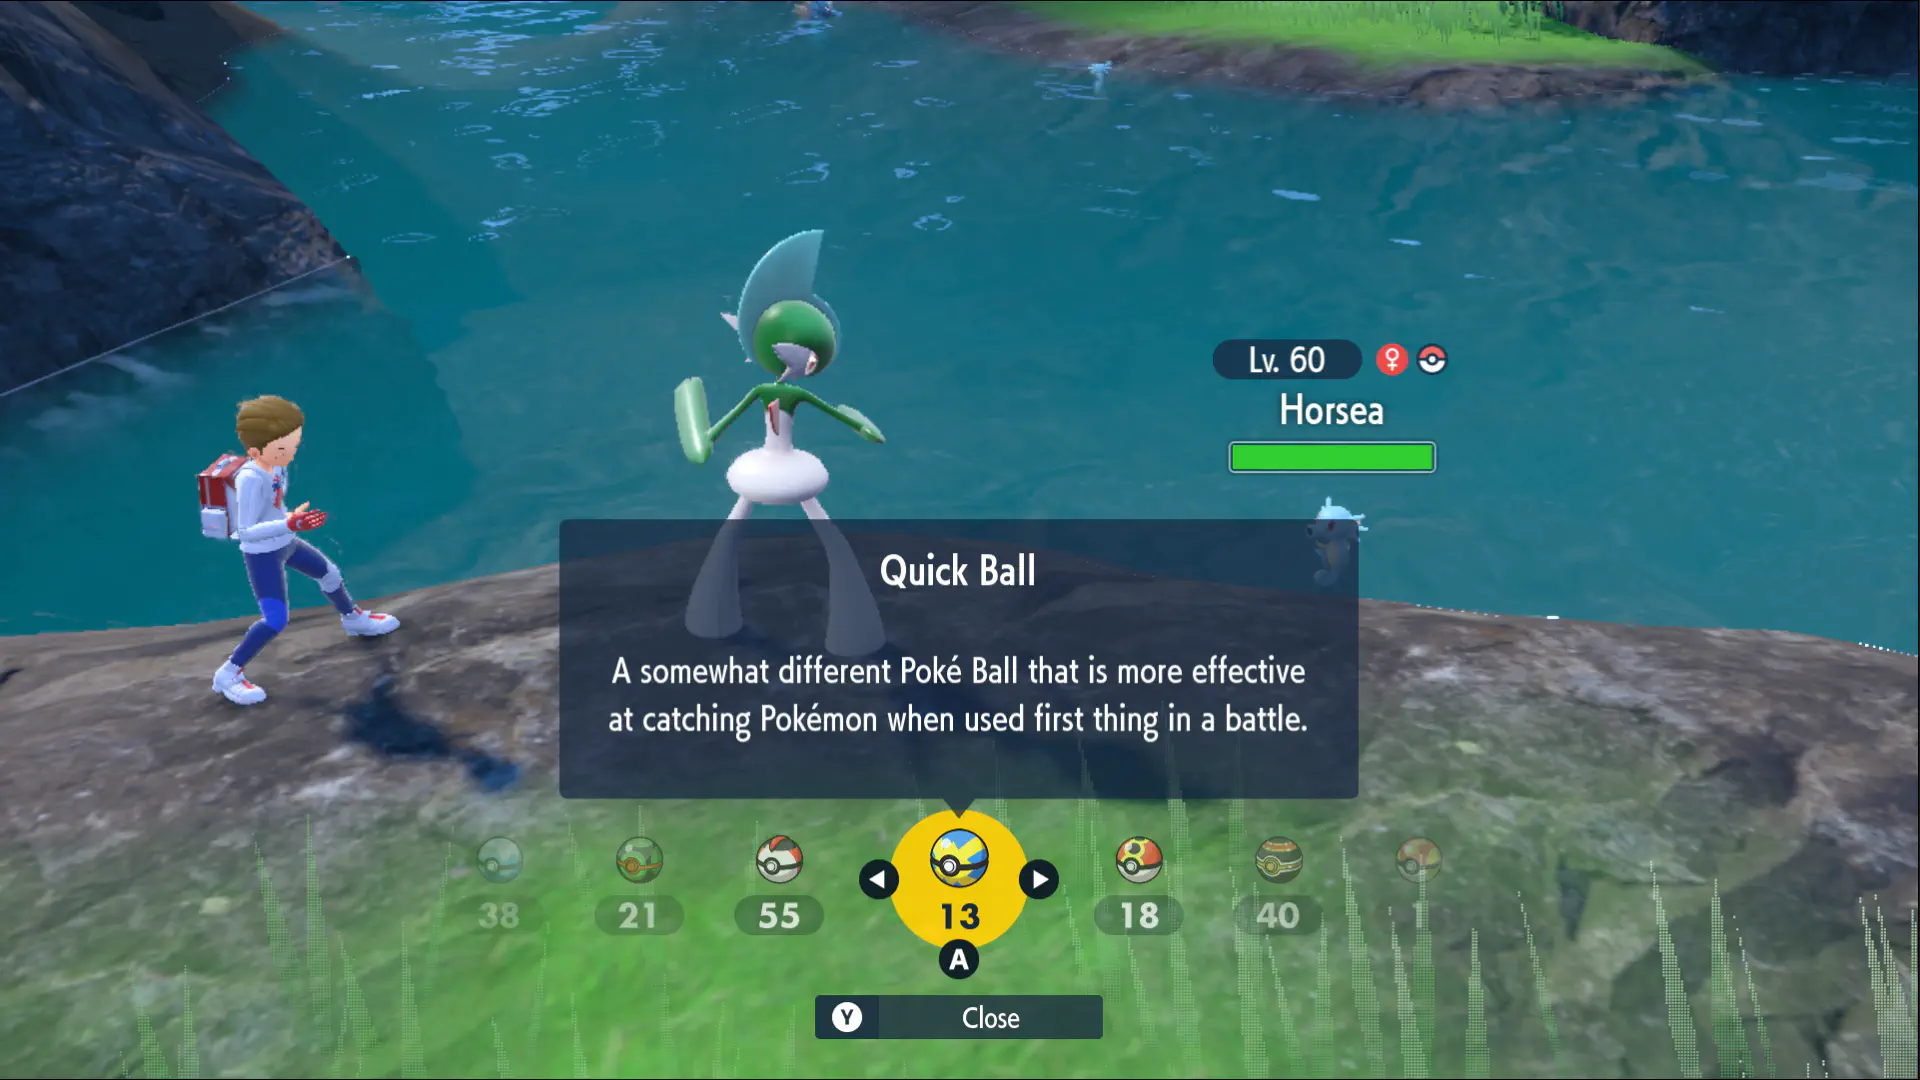 Lv. 60
Horsea
Quick Ball
A somewhat different Poké Ball that is more effective
at catching Pokémon when used first thing in a battle.
38 21 55 13 18 40 1
A
Y Close